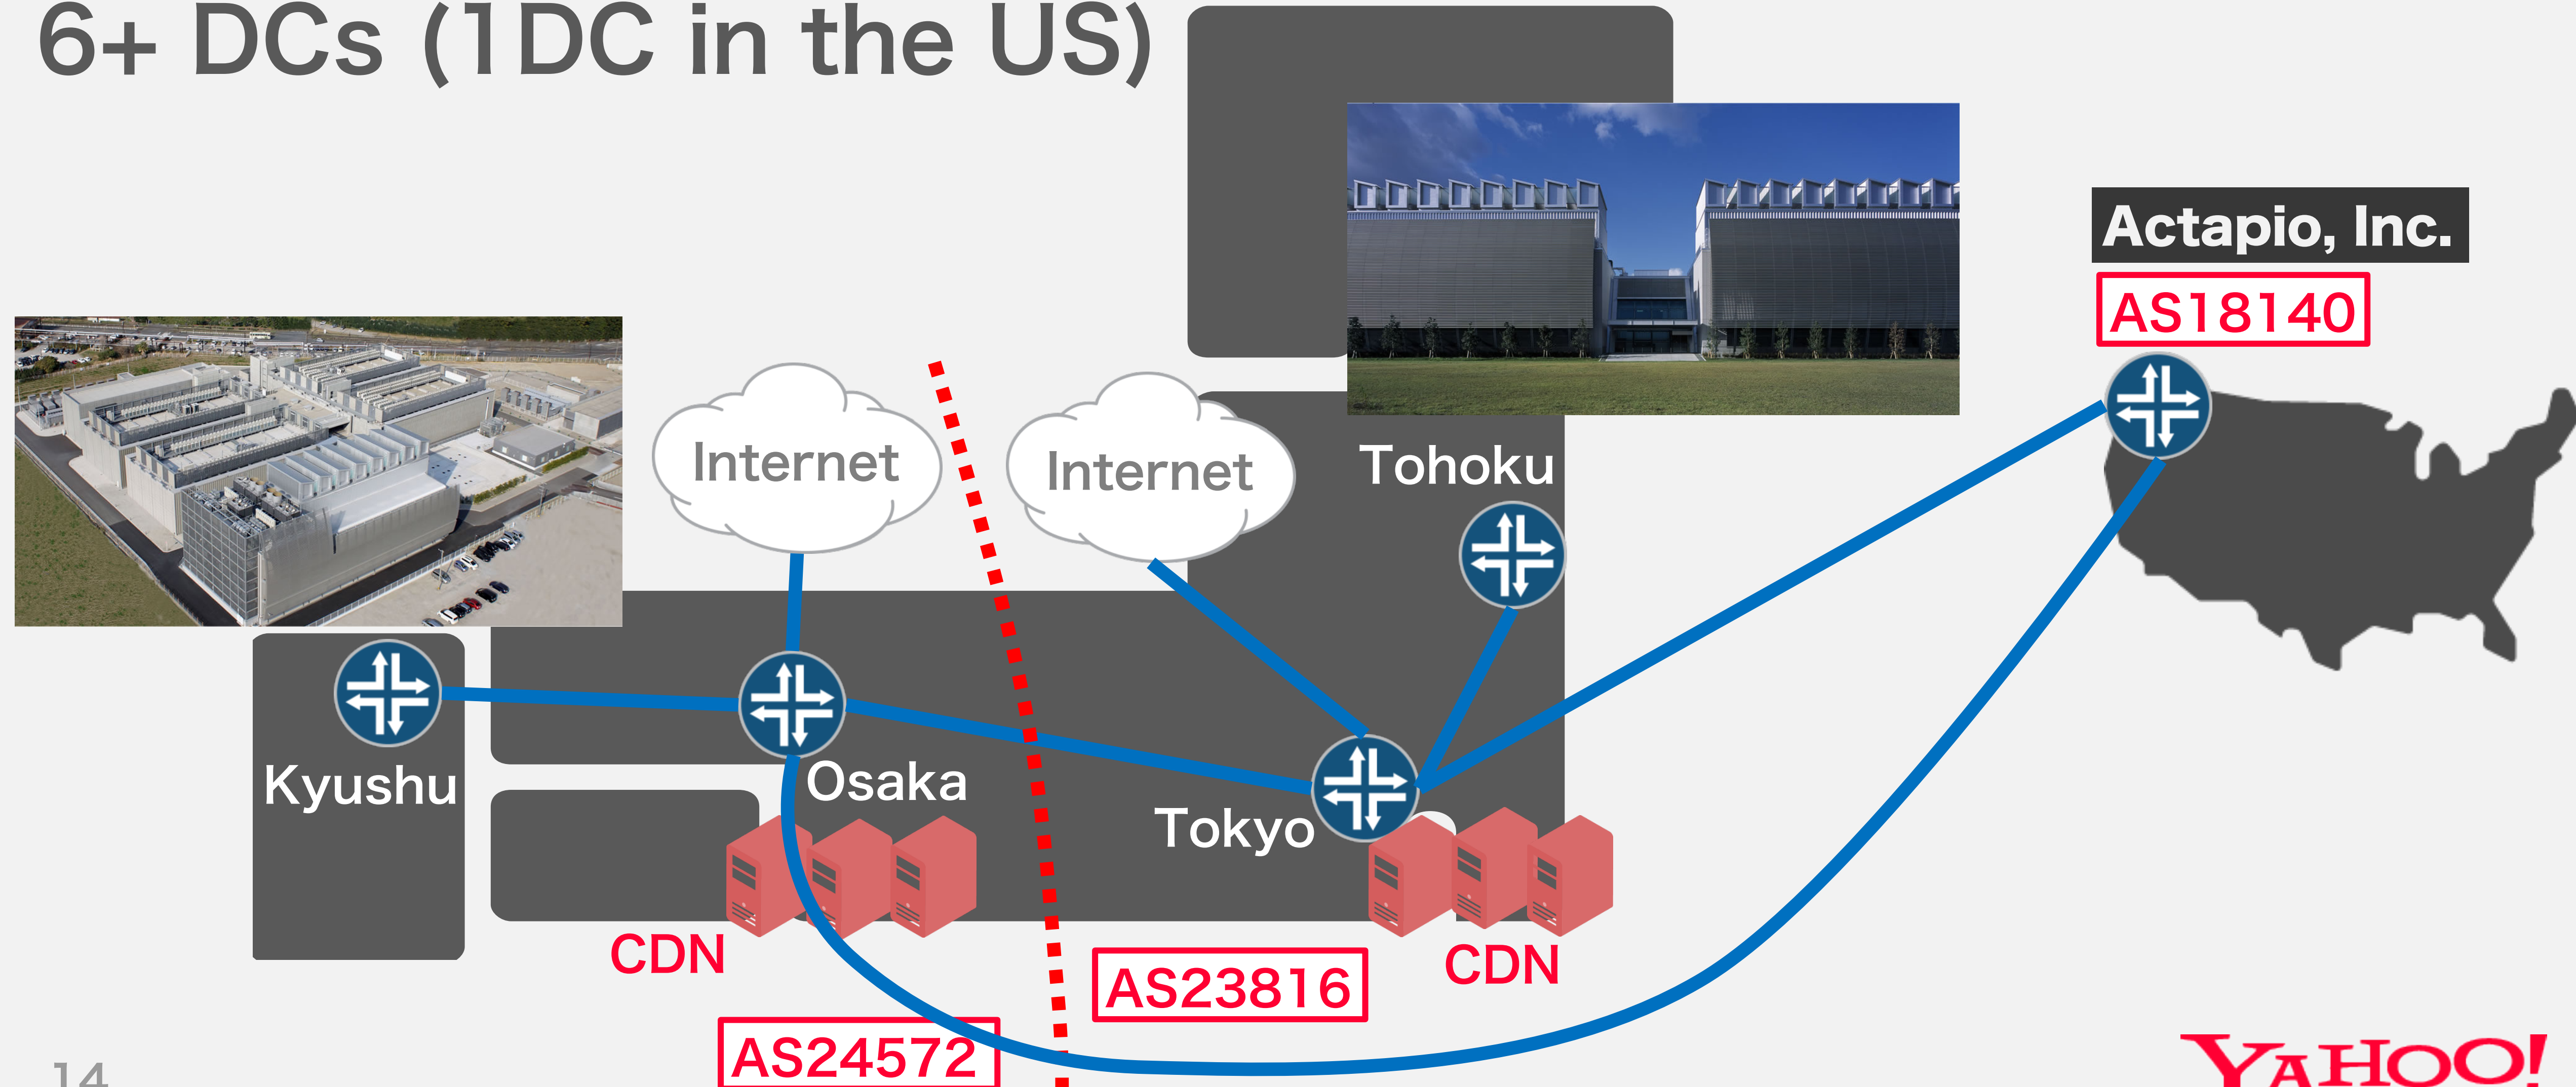 6+ DCs (1DC in the US)
Actapio, Inc.
AS18140
Internet
Internet
Tohoku
Kyushu
Osaka
Tokyo
CDN
CDN
AS23816
AS24572
14
YAHOO!